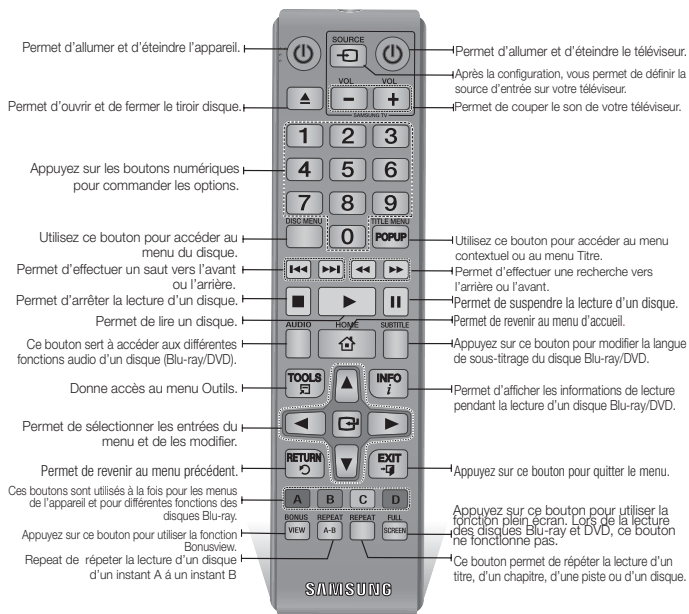 Permet d'allumer et d'éteindre l'appareil.
SOURCE
Permet d'allumer et d'éteindre le téléviseur.
Après la configuration, vous permet de définir la
source d'entrée sur votre téléviseur.
VOL
VOL
Permet d'ouvrir et de fermer le tiroir disque.
Permet de couper le son de votre téléviseur.
SAMSUNG TV
1 2 3
Appuyez sur les boutons numériques
pour commander les options.
4 5 6
7 8 9
DISC MENU
TITLE MENU
0
POPUP
Utilisez ce bouton pour accéder au
menu du disque.
Utilisez ce bouton pour accéder au menu
contextuel ou au menu Titre.
Permet d'effectuer un saut vers l'avant
ou l'arrière.
Permet d'effectuer une recherche vers
l'arrière ou l'avant.
Permet d'arrêter la lecture d'un disque.
Permet de suspendre la lecture d'un disque.
Permet de lire un disque.
Permet de revenir au menu d'accueil.
AUDIO
HOME
SUBTITLE
Ce bouton sert à accéder aux différentes
fonctions audio d'un disque (Blu-ray/DVD).
Appuyez sur ce bouton pour modifier la langue
de sous-titrage du disque Blu-ray/DVD.
TOOLS
INFO
i
Donne accès au menu Outils.
Permet d'afficher les informations de lecture
pendant la lecture d'un disque Blu-ray/DVD.
Permet de sélectionner les entrées du
menu et de les modifier.
RETURN
EXIT
Permet de revenir au menu précédent.
Appuyez sur ce bouton pour quitter le menu.
Ces boutons sont utilisés à la fois pour les menus
de l'appareil et pour différentes fonctions des
disques Blu-ray.
A B C D
BONUS
VIEW
REPEAT
A-B
REPEAT
FULL
SCREEN
Appuyez sur ce bouton pour utiliser la
fonction plein écran. Lors de la lecture
des disques Blu-ray et DVD, ce bouton
ne fonctionne pas.
Appuyez sur ce bouton pour utiliser la fonction
Bonusview.
Repeat de répeter la lecture d'un disque
d'un instant A á un instant B
Ce bouton permet de répéter la lecture d'un
titre, d'un chapitre, d'une piste ou d'un disque.
SAMSUNG